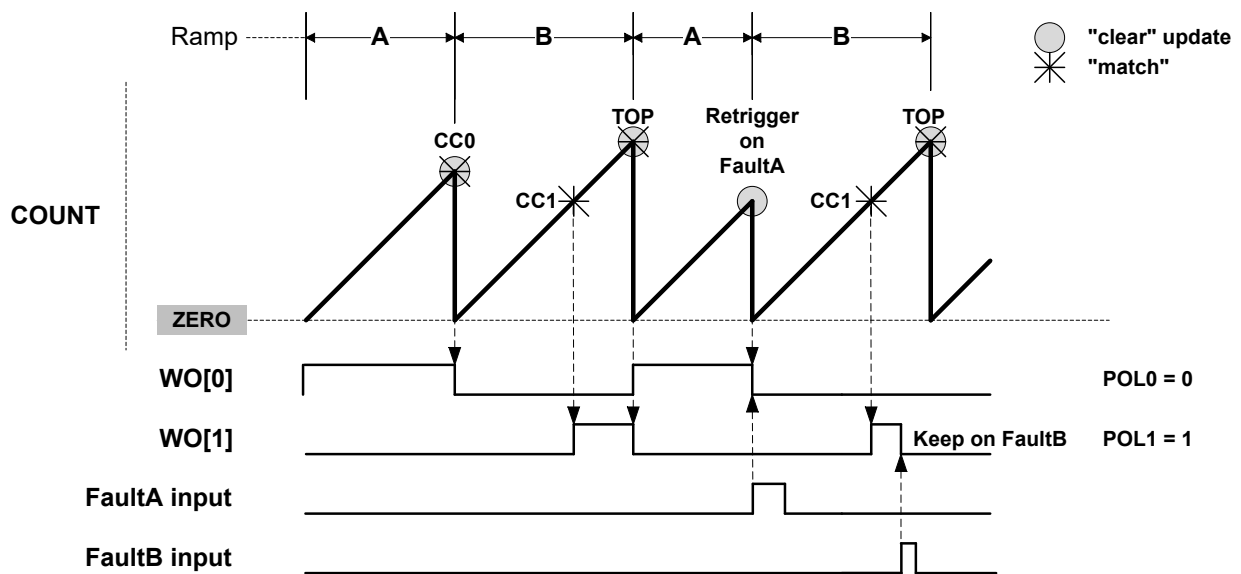 Ramp A B A B
"clear" update
"match"
TOP Retrigger TOP
on
CC0 FaultA
CC1 CC1
COUNT
ZERO
WO[0] POL0 = 0
WO[1] Keep on FaultB POL1 = 1
FaultA input
FaultB input